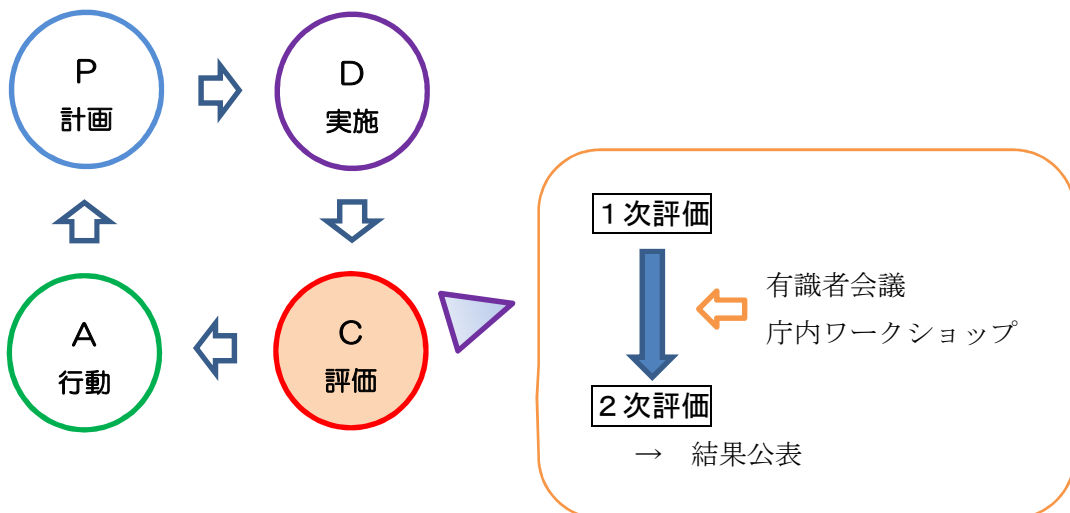 P
計画
D
実施
A
行動
C
評価
１次評価
有識者会議
庁内ワークショップ
２次評価
→　結果公表